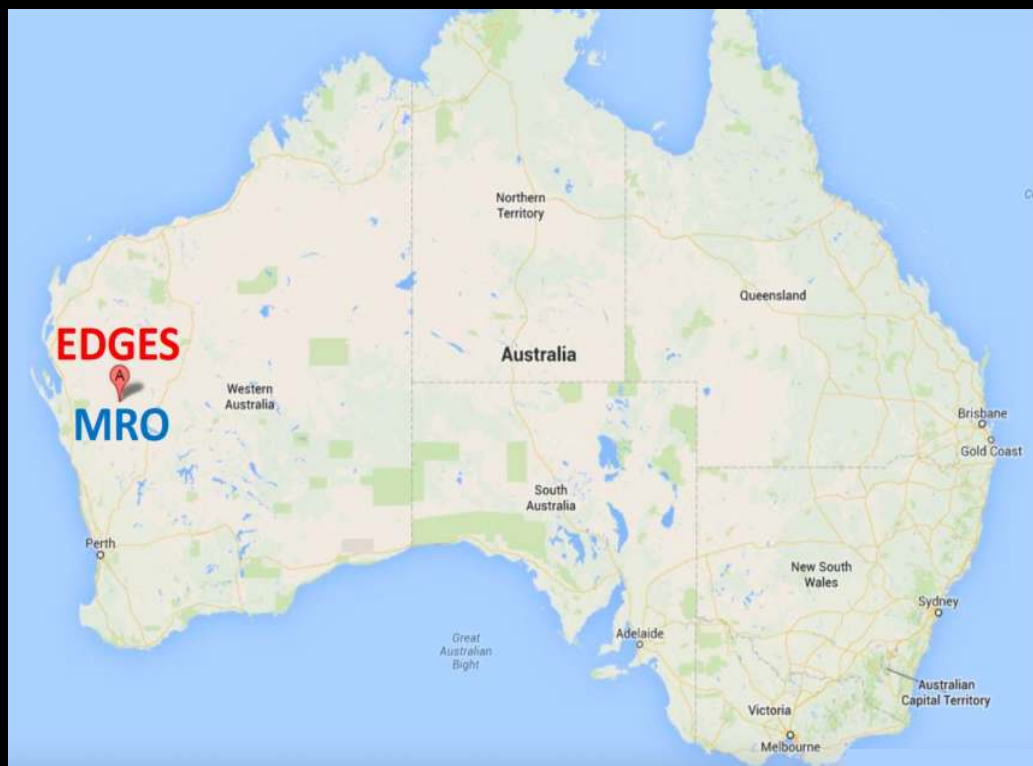 Northern
Territory
Queensland
EDGES
A
Australia
Western
Australia
MRO
Brisbane
Gold Coast
South
Australia
Perth
New South
Wales
Sydney
Great
Australian
Bight
Adelaide
Australian
Capital Territory
Victoria
Melbourne